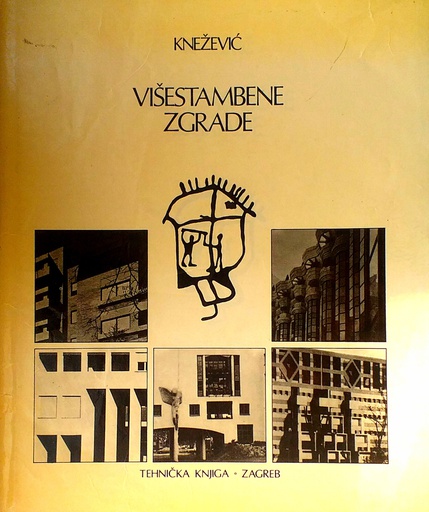 KNEŽEVIĆ
VIŠESTAMBENE
ZGRADE
TEHNIČKA KNJIGA • ZAGREB